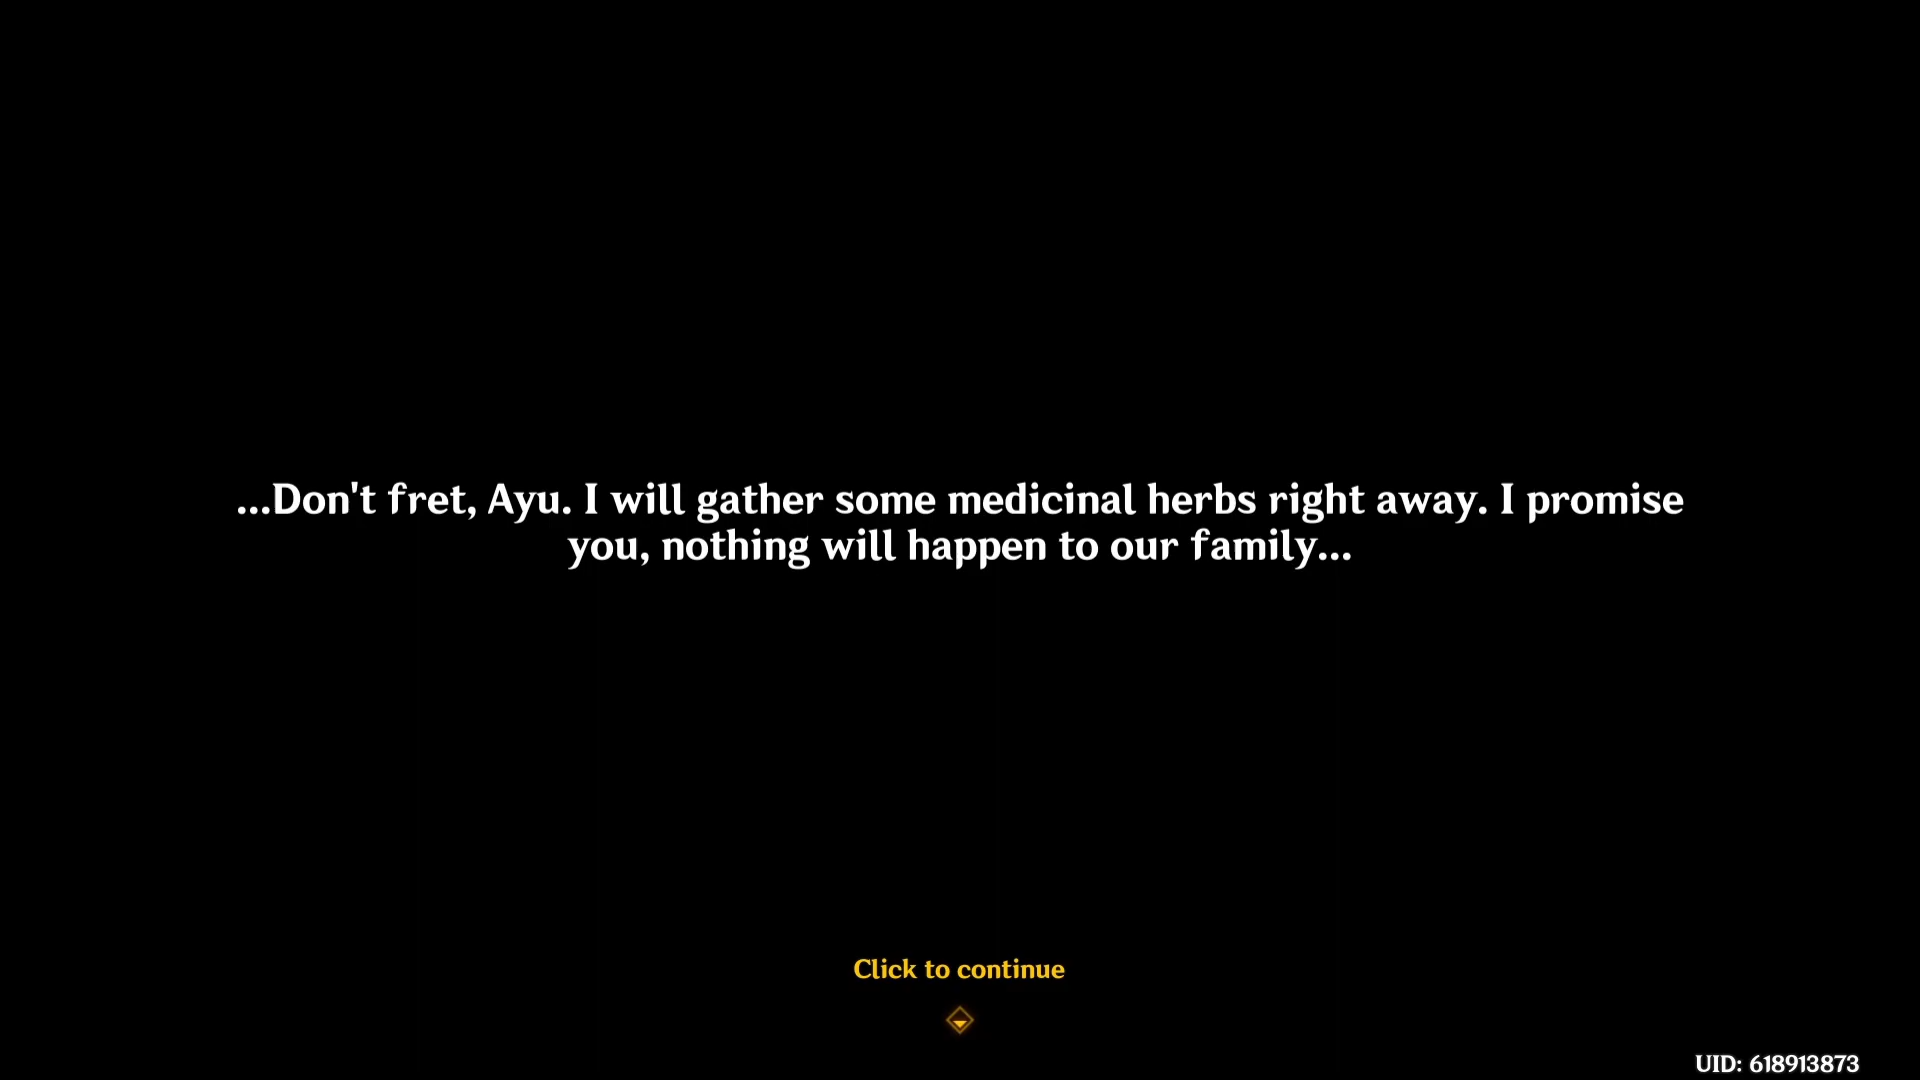 ...Don't fret, Ayu. I will gather some medicinal herbs right away. I promise
you, nothing will happen to our family...
Click to continue
UID: 618913873